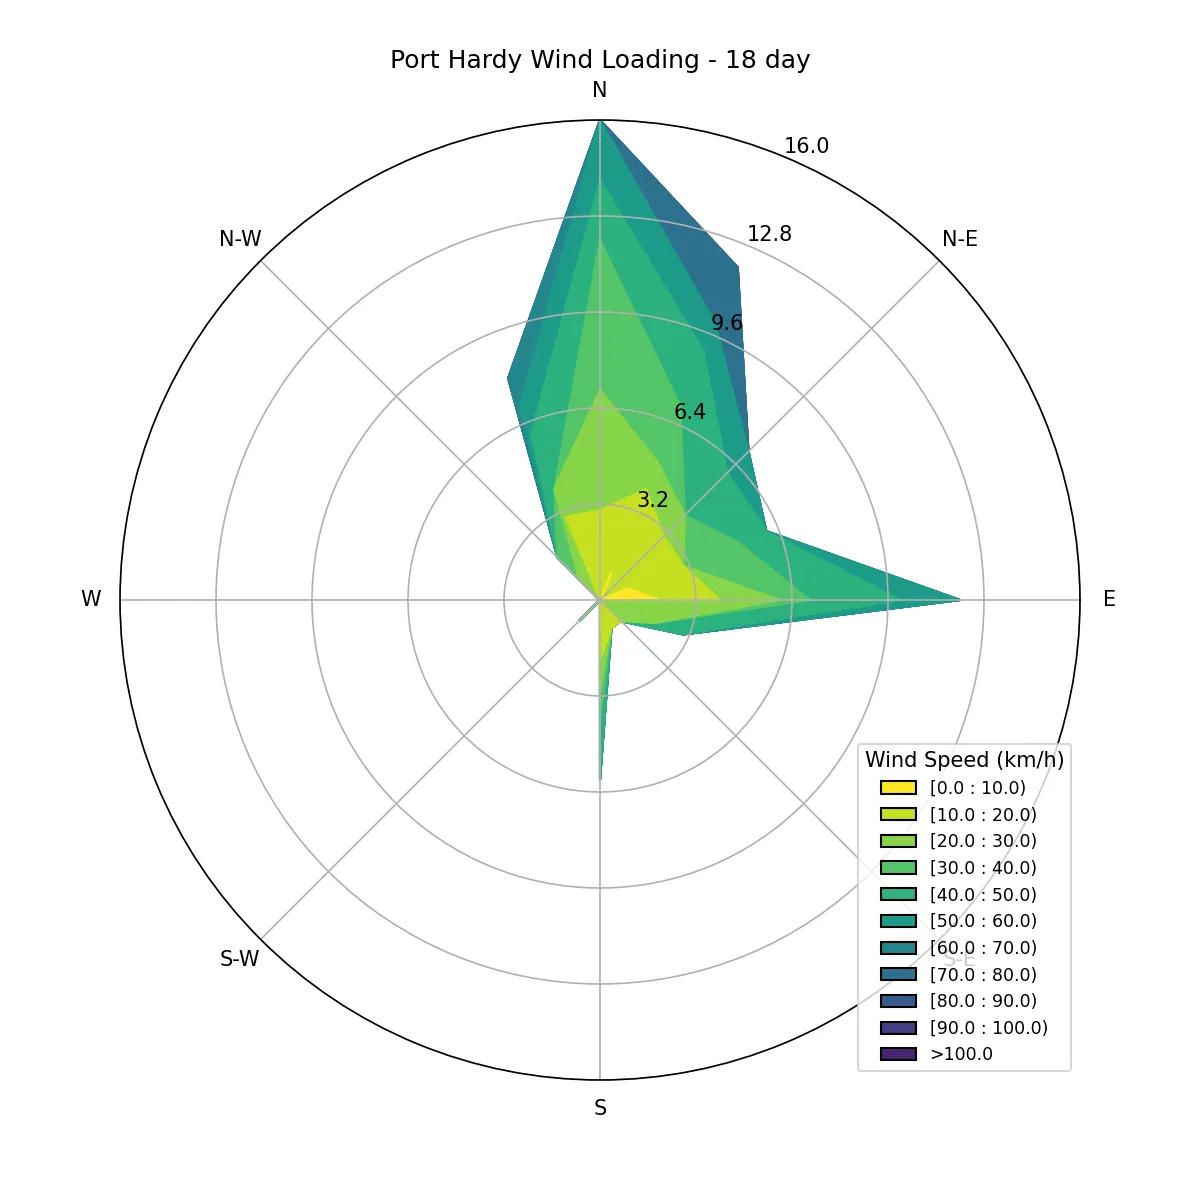 Port Hardy Wind Loading - 18 day
N
16.0
12.8
N-W
N-E
9.6
6.4
3.2
W
E
Wind Speed (km/h)
[0.0 : 10.0)
[10.0 : 20.0)
[20.0 : 30.0)
[30.0 : 40.0)
[40.0 : 50.0)
[50.0 : 60.0)
[60.0 : 70.0)
[70.0 : 80.0)
[80.0 : 90.0)
[90.0 : 100.0)
>100.0
S-W
S-E
S